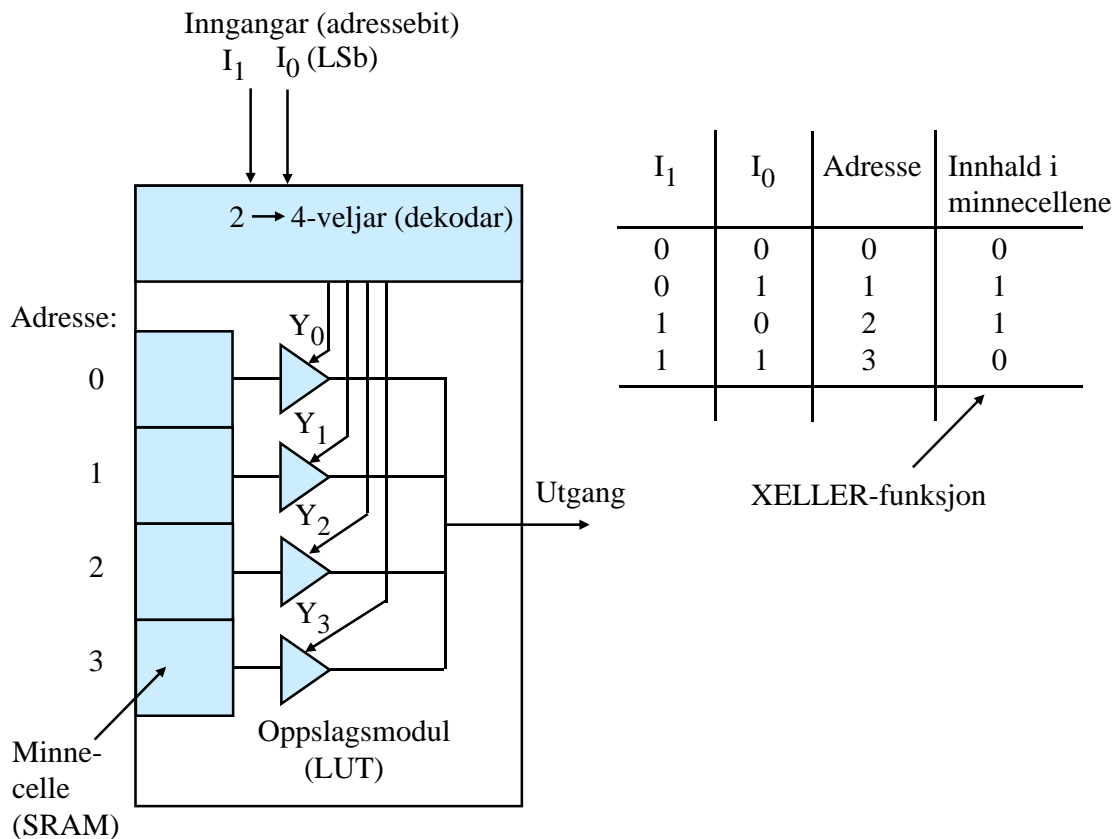 Inngangar (adressebit)
I1 I0 (LSb)
2 → 4-veljar (dekodar)
Adresse:
Y0
0
Y1
1
Y2
2
Y3
3
Utgang
Oppslagsmodul
(LUT)
Minne-
celle
(SRAM)
I1 I0 Adresse Innhald i
minnecellene
0 0 0 0
0 1 1 1
1 0 2 1
1 1 3 0
XELLER-funksjon